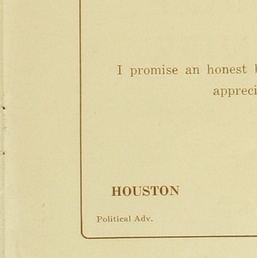 I promise an honest
HOUSTON
Political Adv.